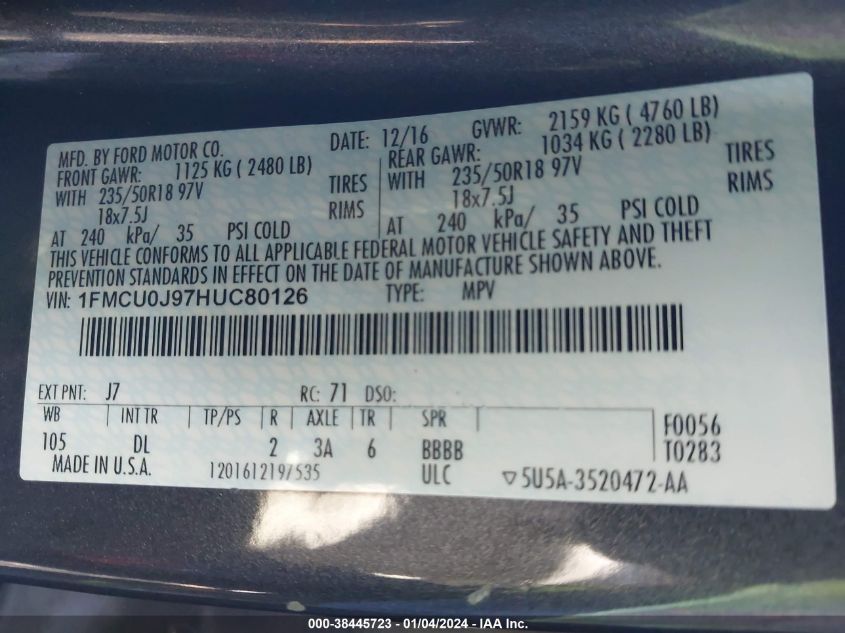 MFD. BY FORD MOTOR CO. DATE: 12/16 GVWR: 2159 KG ( 4760 LB)
FRONT GAWR: 1125 KG ( 2480 LB) REAR GAWR: 1034 KG ( 2280 LB)
WITH 235/50R18 97V TIRES WITH 235/50R18 97V TIRES
18x7.5J RIMS 18x7.5J RIMS
AT 240 kPa/ 35 PSI COLD AT 240 kPa/ 35 PSI COLD
THIS VEHICLE CONFORMS TO ALL APPLICABLE FEDERAL MOTOR VEHICLE SAFETY AND THEFT
PREVENTION STANDARDS IN EFFECT ON THE DATE OF MANUFACTURE SHOWN ABOVE.
VIN: 1FMCU0J97HUC80126 TYPE: MPV
EXT PNT: J7 RC: 71 DSO:
WB INT TR TP/PS R AXLE TR SPR F0056
105 DL 2 3A 6 BBBB T0283
MADE IN U.S.A. 1201612197535 ULC ▽5U5A-3520472-AA
000-38445723 - 01/04/2024 - IAA Inc.